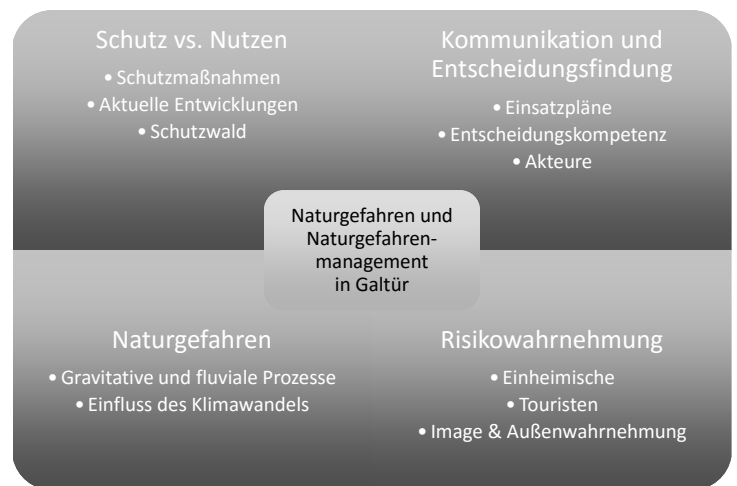 Schutz vs. Nutzen
• Schutzmaßnahmen
• Aktuelle Entwicklungen
• Schutzwald
Kommunikation und
Entscheidungsfindung
• Einsatzpläne
• Entscheidungskompetenz
• Akteure
Naturgefahren und
Naturgefahren-
management
in Galtür
Naturgefahren
• Gravitative und fluviale Prozesse
• Einfluss des Klimawandels
Risikowahrnehmung
• Einheimische
• Touristen
• Image & Außenwahrnehmung